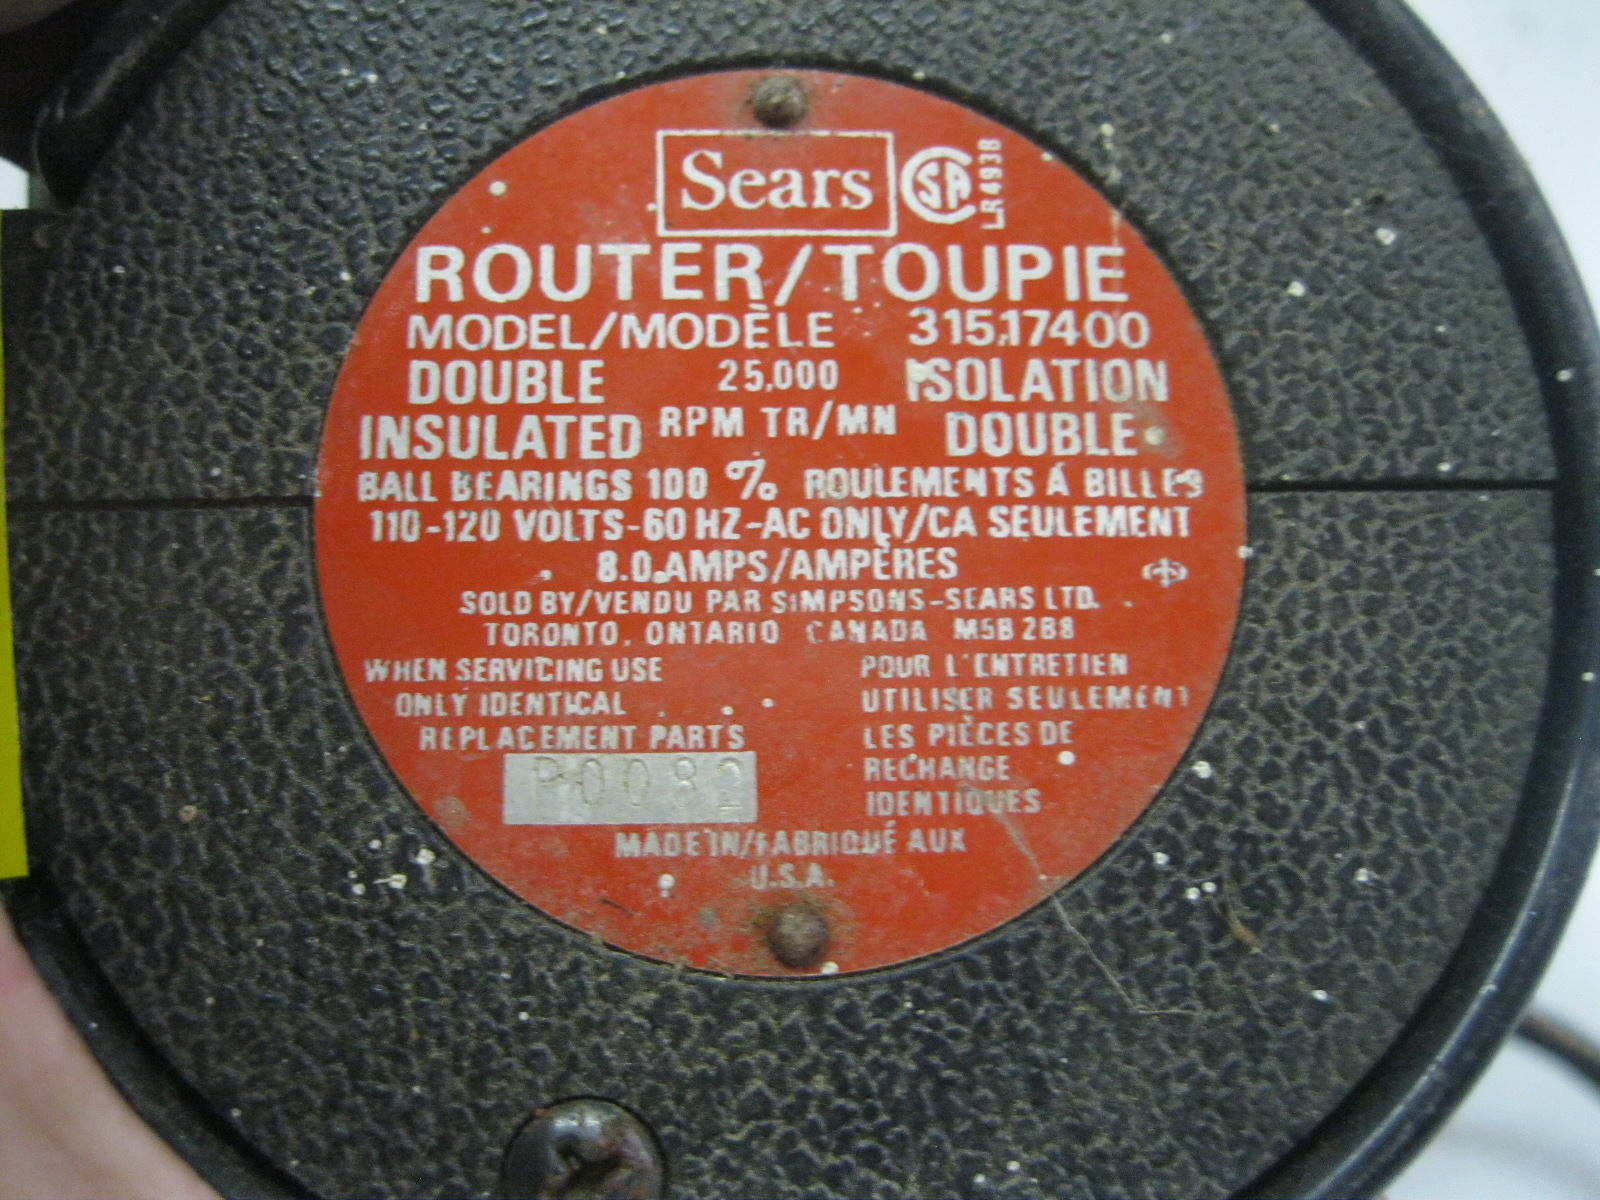 Sears
CSA
LR4938
ROUTER/TOUPIE
MODEL/MODÈLE 315.17400
DOUBLE 25,000 ISOLATION
INSULATED RPM TR/MN DOUBLE
BALL BEARINGS 100 % ROULEMENTS À BILLES
110-120 VOLTS-60 HZ-AC ONLY/CA SEULEMENT
8.0 AMPS/AMPÈRES
SOLD BY/VENDU PAR SIMPSONS-SEARS LTD.
TORONTO, ONTARIO CANADA M5B 2B8
WHEN SERVICING USE
ONLY IDENTICAL
REPLACEMENT PARTS
POUR L'ENTRETIEN
UTILISER SEULEMENT
LES PIÈCES DE
RECHANGE
IDENTIQUES
P0082
MADE IN/FABRIQUÉ AUX
U.S.A.